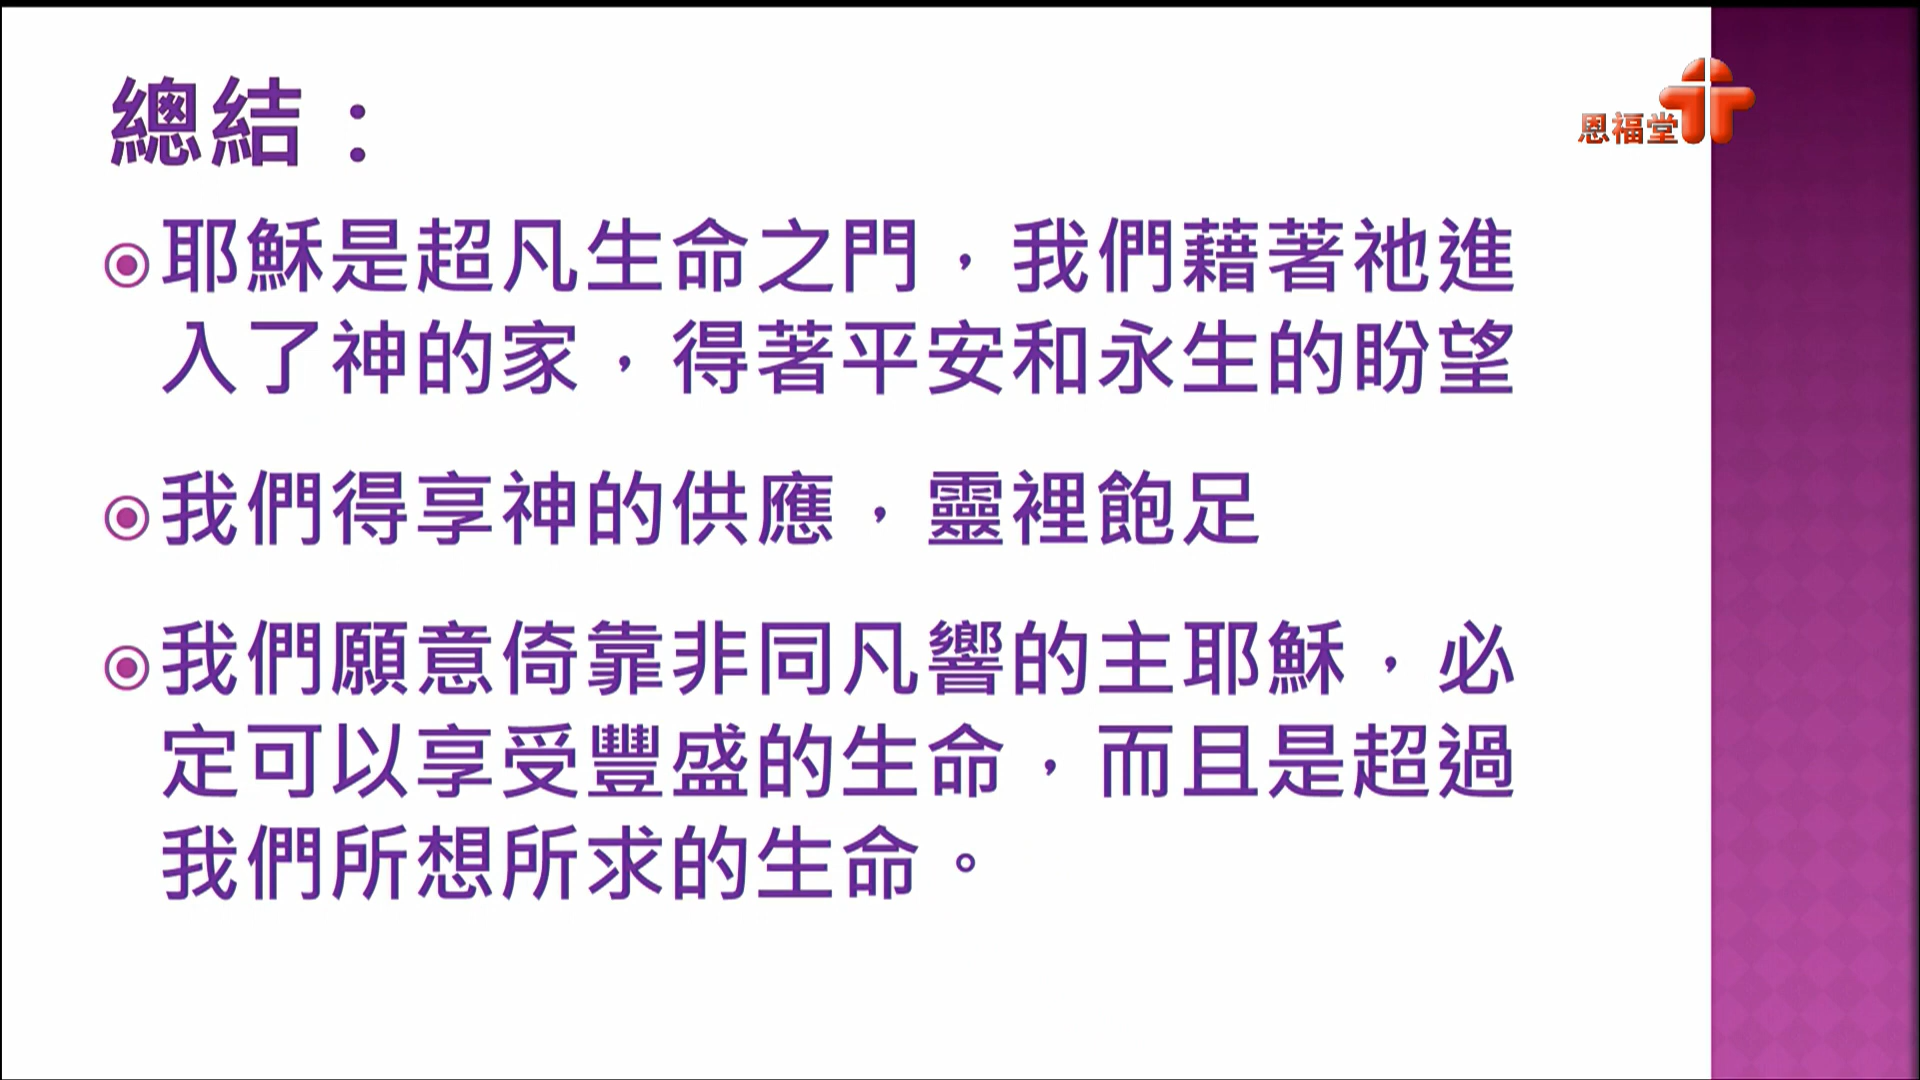 總結：
恩福堂
耶穌是超凡生命之門，我們藉著祂進
入了神的家，得著平安和永生的盼望
我們得享神的供應，靈裡飽足
我們願意倚靠非同凡響的主耶穌，必
定可以享受豐盛的生命，而且是超過
我們所想所求的生命。